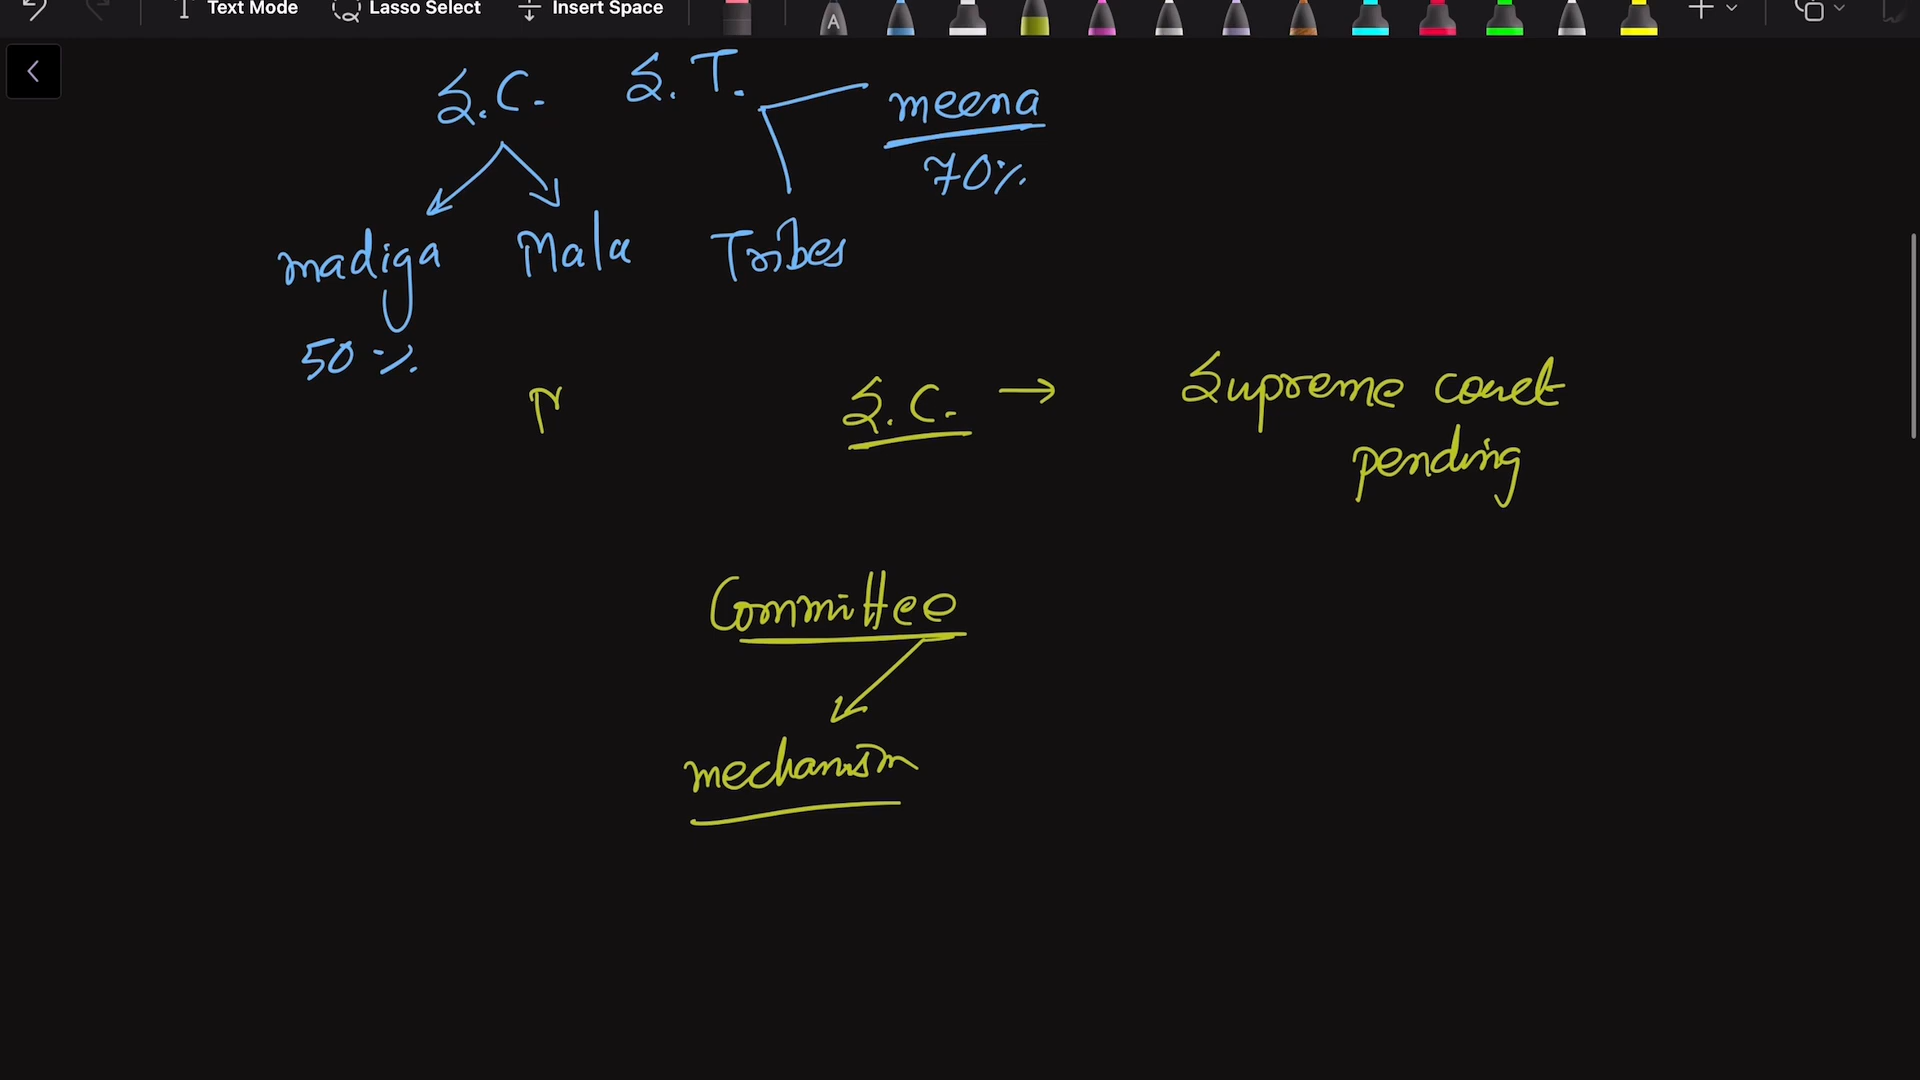 Text Mode Lasso Select Insert Space
A
S.C. S.T. meena
70%
madiga Mala Tribes
50%
S.C. → Supreme court
pending
Committee
mechanism